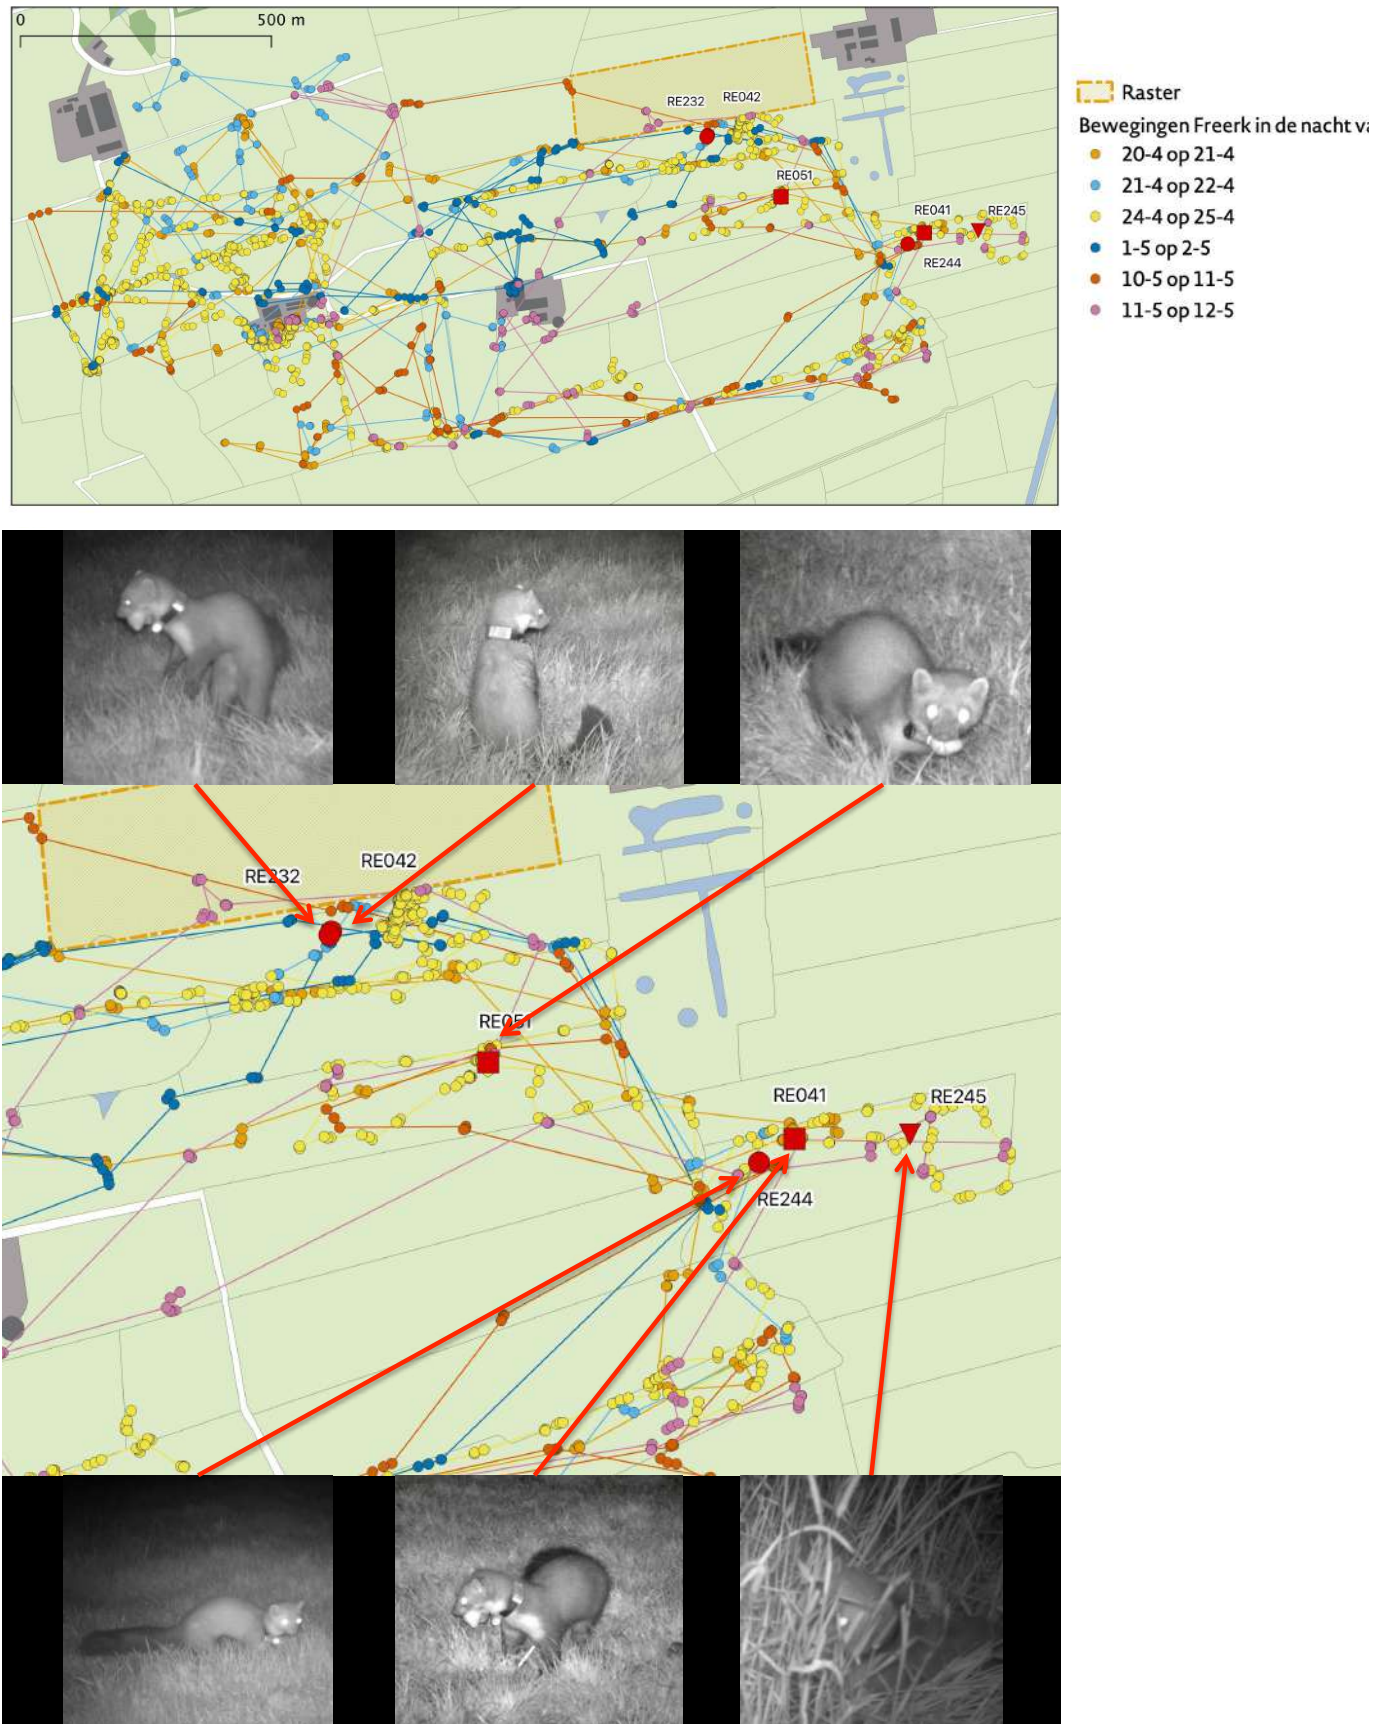 0 500 m
RE232 RE042
RE051
RE041 RE245
RE244
Raster
Bewegingen Freerk in de nacht
20-4 op 21-4
21-4 op 22-4
24-4 op 25-4
1-5 op 2-5
10-5 op 11-5
11-5 op 12-5
RE042
RE232
RE051
RE041 RE245
RE244